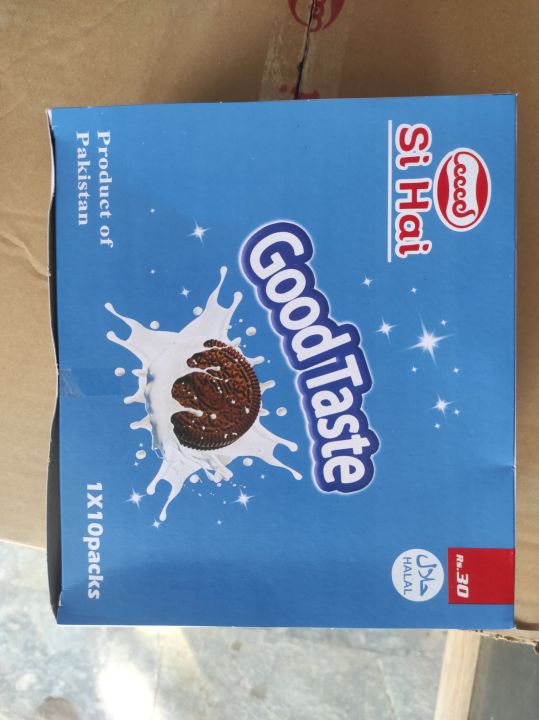 Si Hai
Rs.30
GoodTaste
حلال
HALAL
Product of
Pakistan
1X10packs